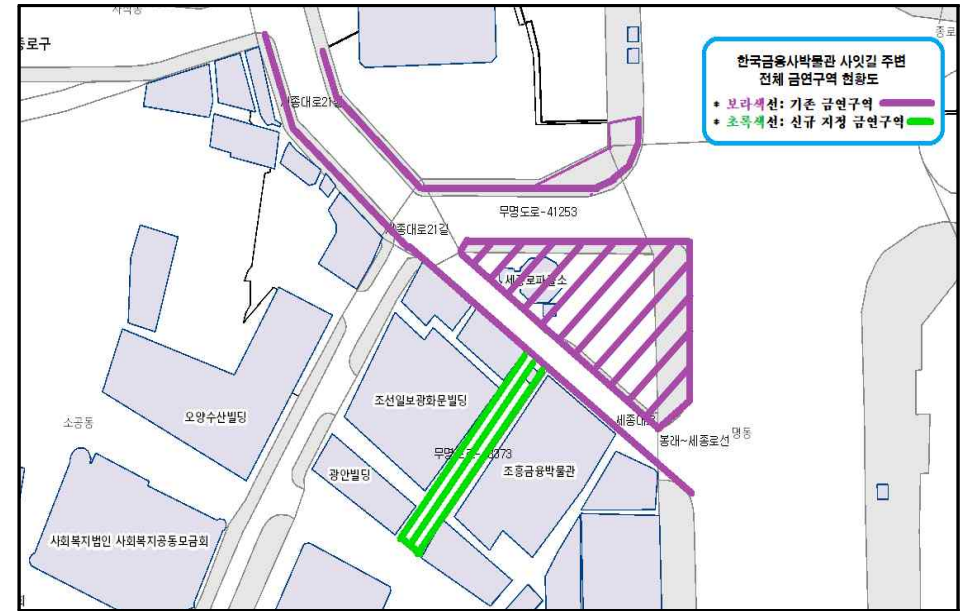 사직동
종로구
종로
한국금융사박물관 사잇길 주변
전체 금연구역 현황도
* 보라색선: 기존 금연구역
* 초록색선: 신규 지정 금연구역
세종대로21길
무명도로-41253
세종대로21길
세종로파출소
조선일보광화문빌딩
오양수산빌딩
소공동
세종대로
봉래~세종로선
명동
조흥금융박물관
광안빌딩
사회복지법인 사회복지공동모금회